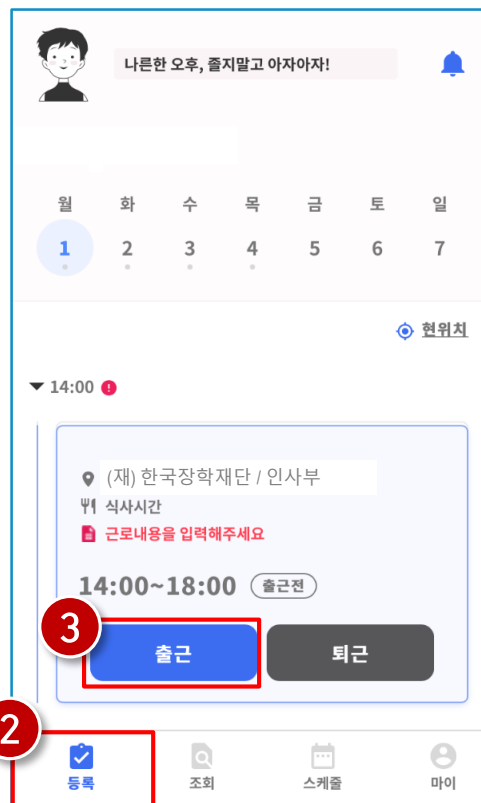 나른한 오후, 졸지말고 아자아자!
월 화 수 목 금 토 일
1 2 3 4 5 6 7
현위치
14:00 !
(재) 한국장학재단 / 인사부
식사시간
근로내용을 입력해주세요
14:00~18:00 출근전
3
출근 퇴근
2
등록 조회 스케줄 마이